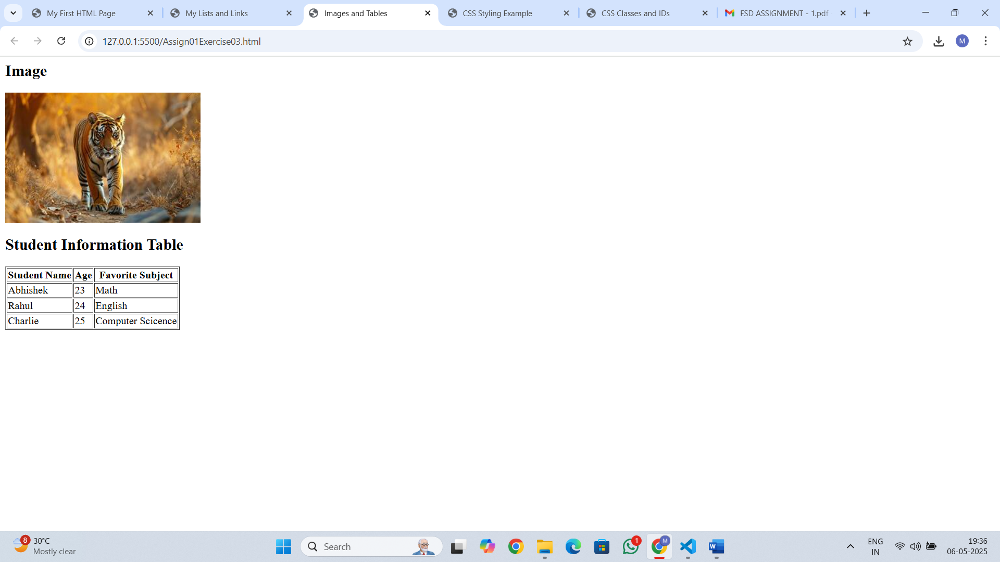 My First HTML Page
My Lists and Links
Images and Tables
CSS Styling Example
CSS Classes and IDs
FSD ASSIGNMENT - 1.pdf
127.0.0.1:5500/Assign01Exercise03.html
M
Image
Student Information Table
Student Name Age Favorite Subject
Abhishek 23 Math
Rahul 24 English
Charlie 25 Computer Scicence
8
30°C
Mostly clear
Search
1
M
W
ENG
IN
19:36
06-05-2025